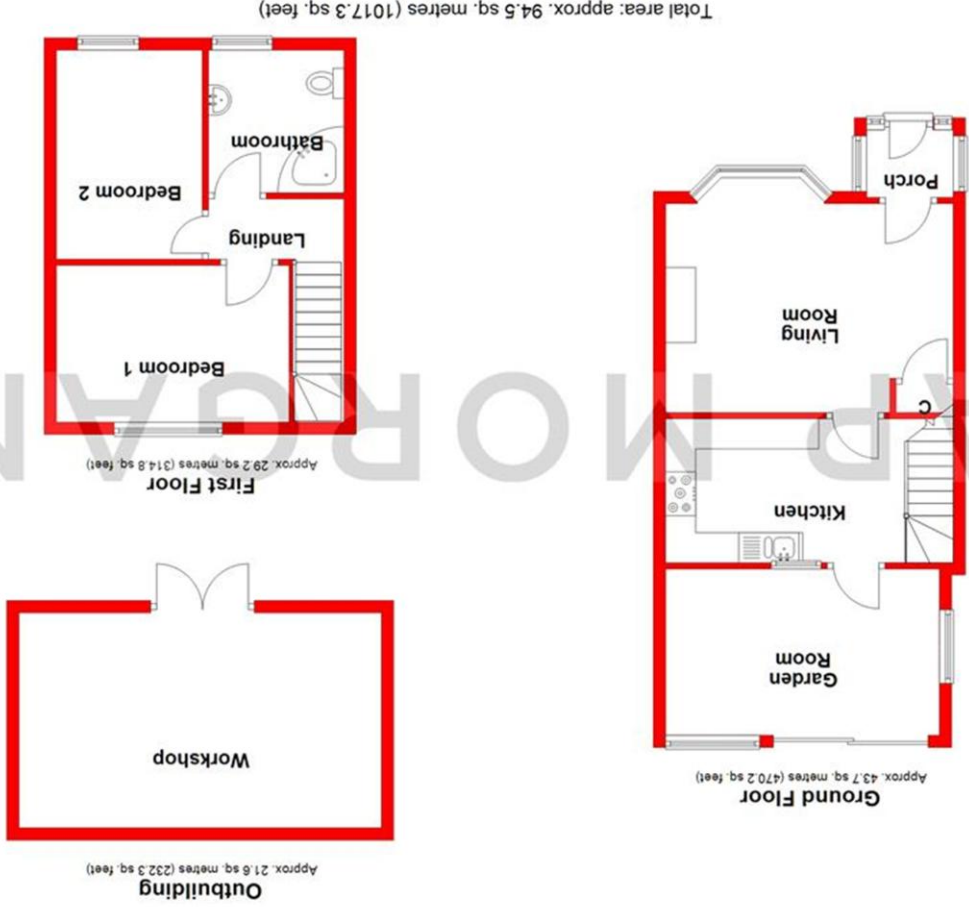 Outbuilding
Approx. 21.6 sq. metres (232.3 sq. feet)
Workshop
Ground Floor
Approx. 43.7 sq. metres (470.2 sq. feet)
Garden
Room
Kitchen
C
Living
Room
Porch
First Floor
Approx. 29.2 sq. metres (314.8 sq. feet)
Bedroom 1
Landing
Bedroom 2
Bathroom
Total area: approx. 94.5 sq. metres (1017.3 sq. feet)
AP MORGAN